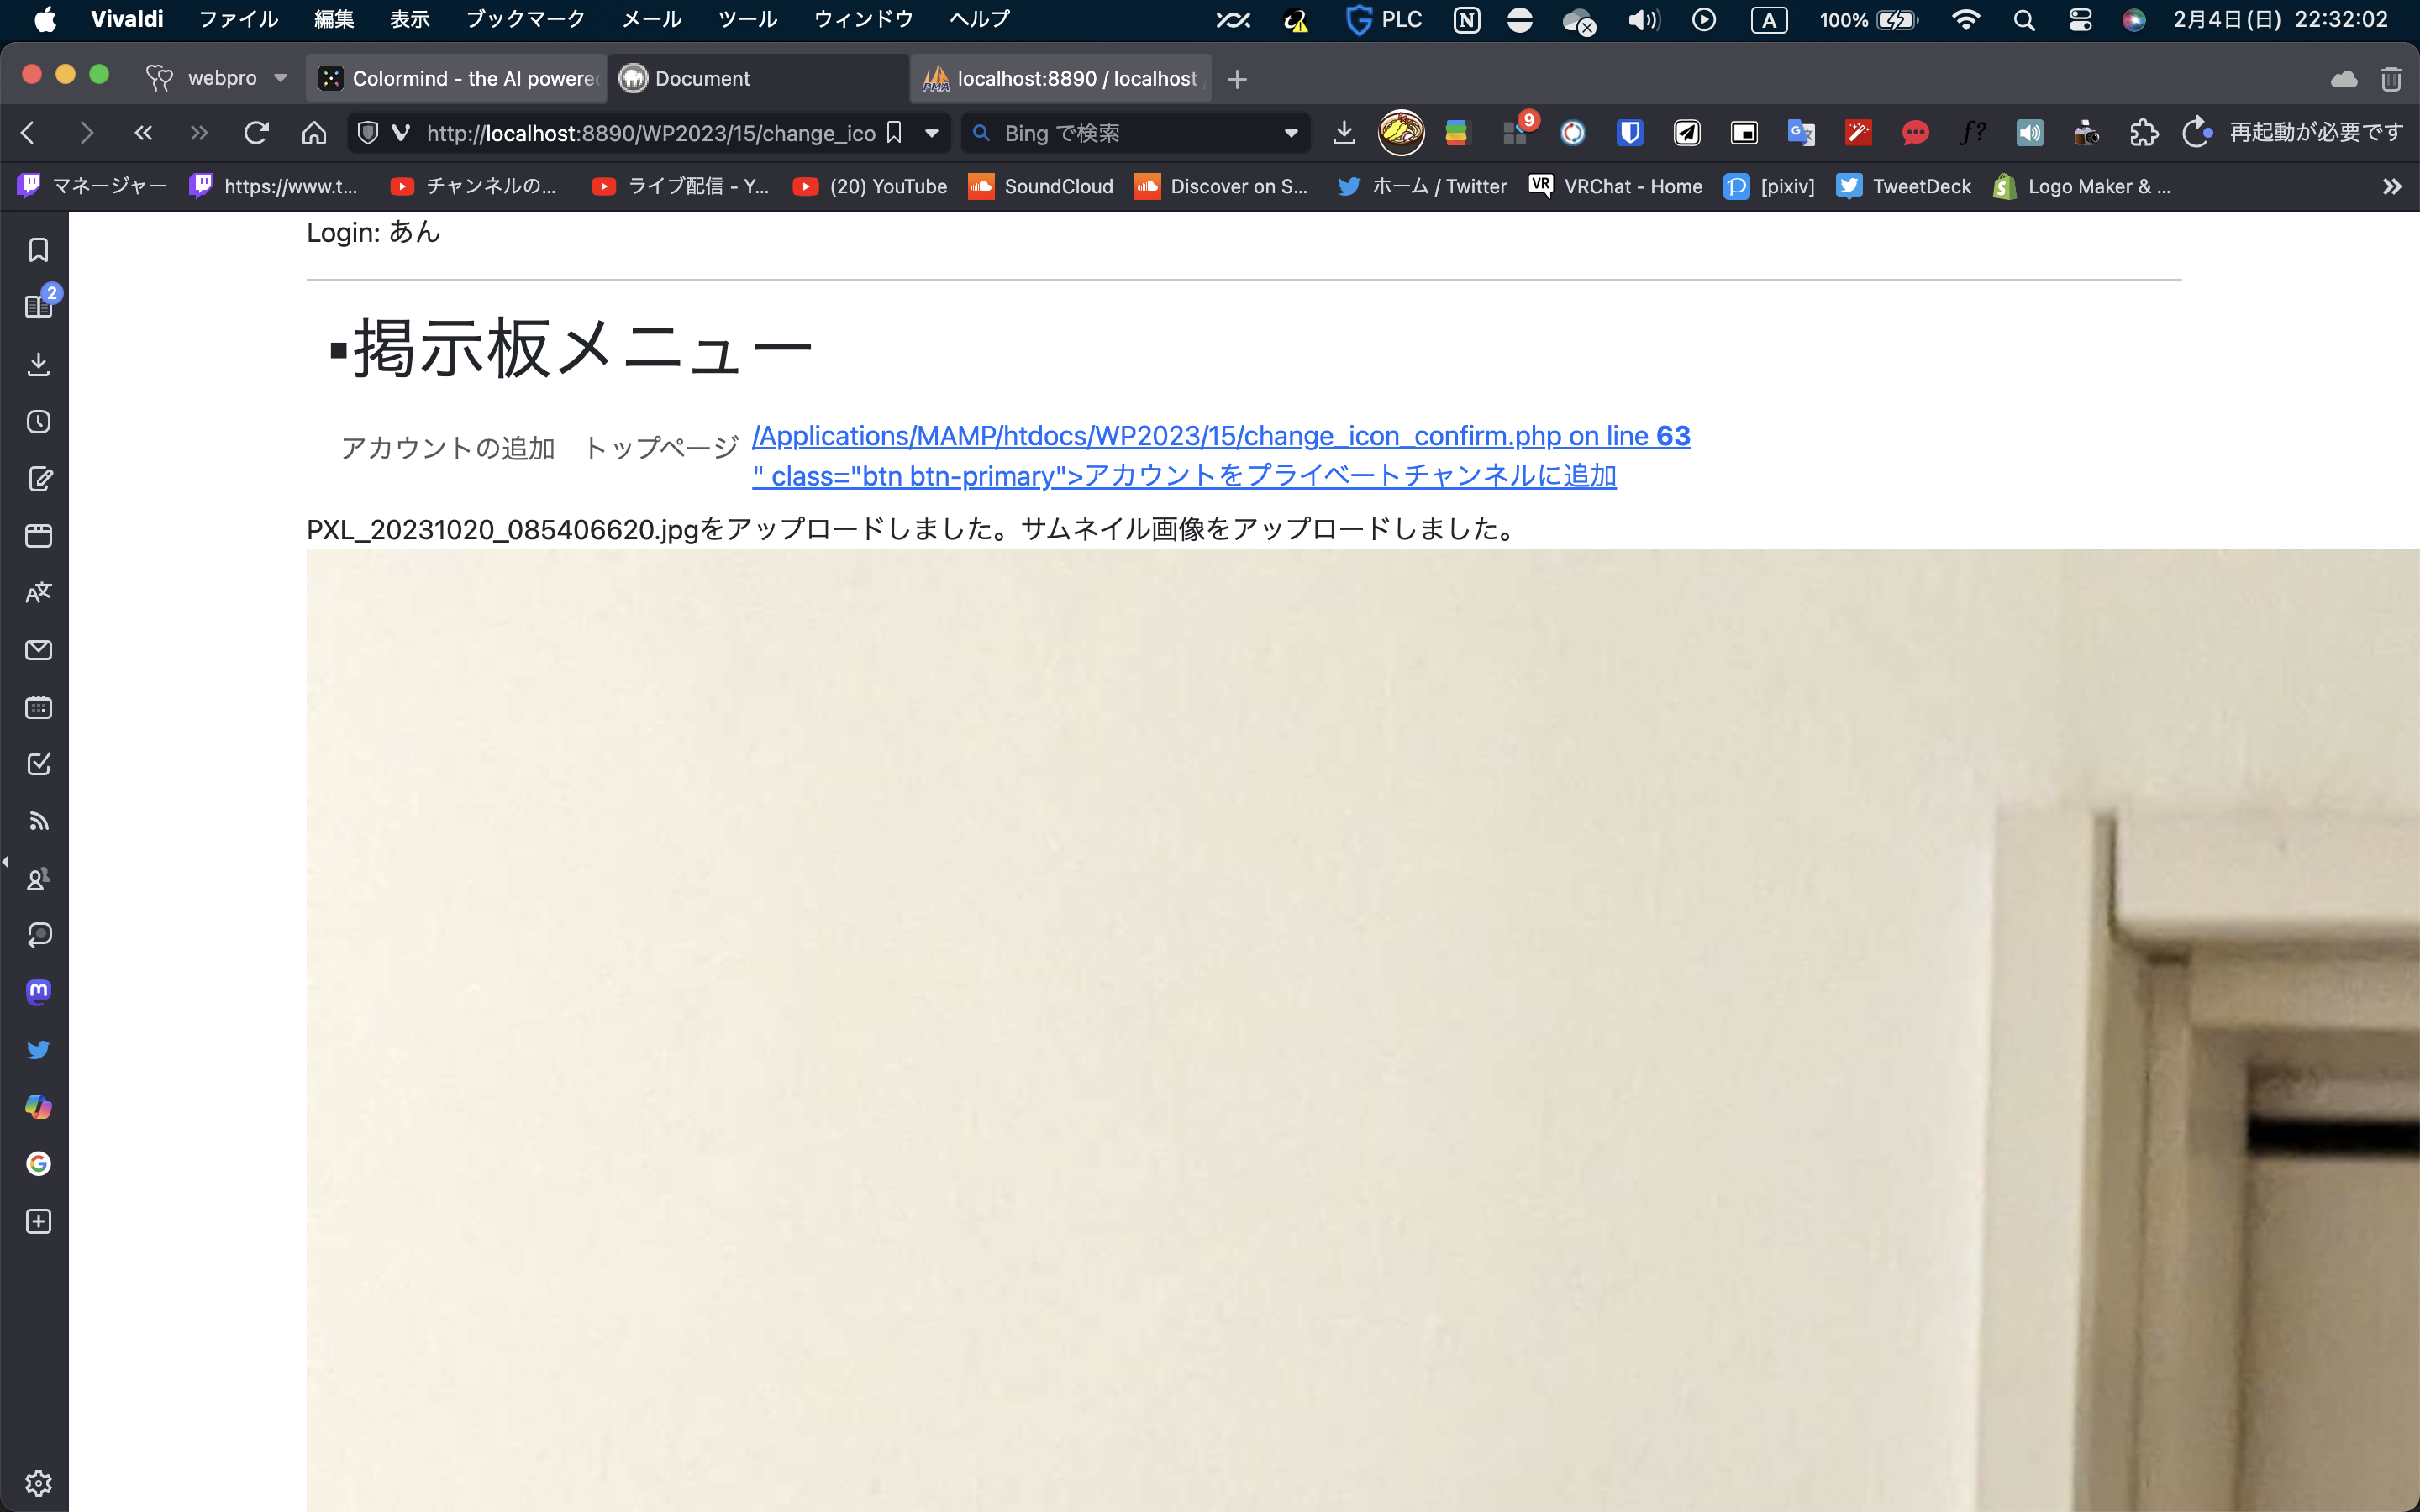 Vivaldi ファイル 編集 表示 ブックマーク メール ツール ウィンドウ ヘルプ PLC A 100% 2月4日(日) 22:32:02
webpro Colormind - the AI powere Document localhost:8890 / localhost
http://localhost:8890/WP2023/15/change_ico Bing で検索 9 再起動が必要です
マネージャー https://www.t... チャンネルの... ライブ配信 - Y... (20) YouTube SoundCloud Discover on S... ホーム / Twitter VRChat - Home [pixiv] TweetDeck Logo Maker & ...
2
Login: あん
▪掲示板メニュー
アカウントの追加 トップページ /Applications/MAMP/htdocs/WP2023/15/change_icon_confirm.php on line 63
" class="btn btn-primary">アカウントをプライベートチャンネルに追加
PXL_20231020_085406620.jpgをアップロードしました。サムネイル画像をアップロードしました。